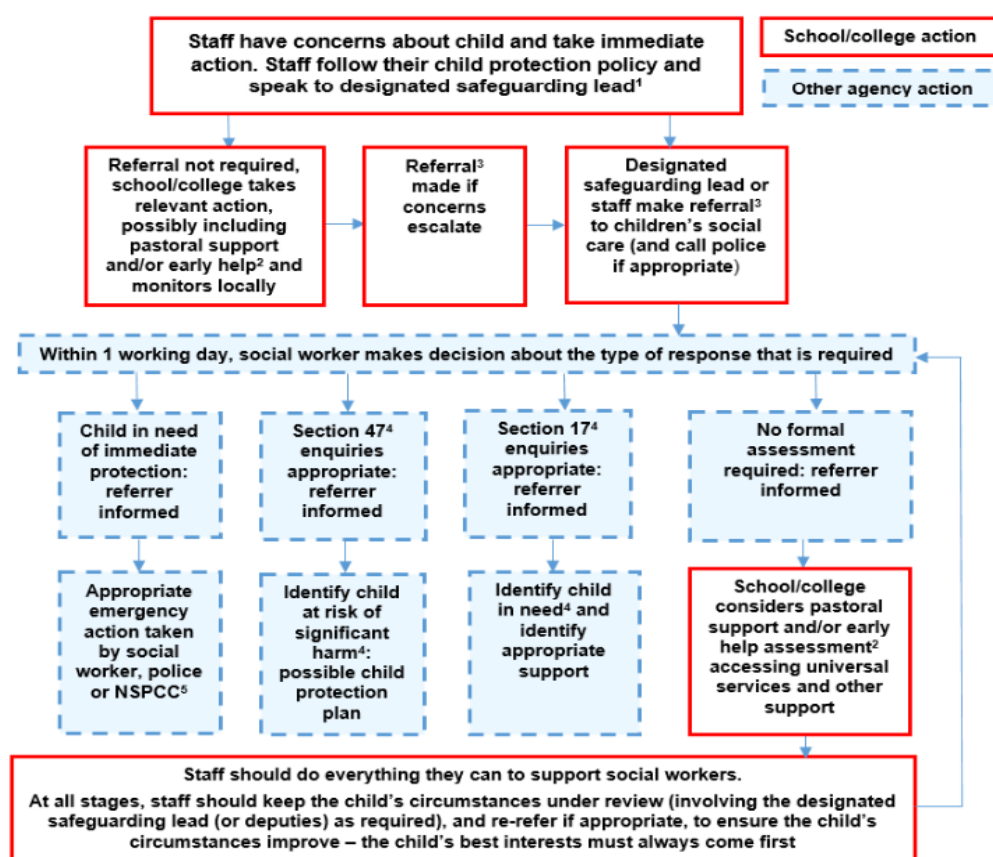 Staff have concerns about child and take immediate
action. Staff follow their child protection policy and
speak to designated safeguarding lead¹
School/college action
Other agency action
Referral not required,
school/college takes
relevant action,
possibly including
pastoral support
and/or early help² and
monitors locally
Referral³
made if
concerns
escalate
Designated
safeguarding lead or
staff make referral³
to children's social
care (and call police
if appropriate)
Within 1 working day, social worker makes decision about the type of response that is required
Child in need
of immediate
protection:
referrer
informed
Section 47⁴
enquiries
appropriate:
referrer
informed
Section 17⁴
enquiries
appropriate:
referrer
informed
No formal
assessment
required: referrer
informed
Appropriate
emergency
action taken
by social
worker, police
or NSPCC⁵
Identify child
at risk of
significant
harm⁴:
possible child
protection
plan
Identify child
in need⁴ and
identify
appropriate
support
School/college
considers pastoral
support and/or early
help assessment²
accessing universal
services and other
support
Staff should do everything they can to support social workers.
At all stages, staff should keep the child's circumstances under review (involving the designated
safeguarding lead (or deputies) as required), and re-refer if appropriate, to ensure the child's
circumstances improve – the child's best interests must always come first